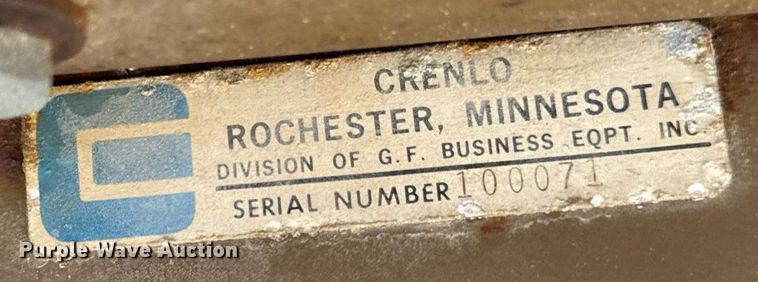 CRENLO
ROCHESTER, MINNESOTA
DIVISION OF G.F. BUSINESS EQPT. INC.
SERIAL NUMBER 100071
Purple Wave Auction